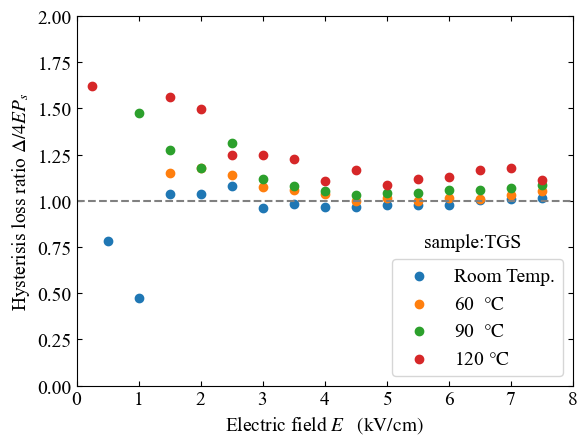 2.00
1.75
1.50
1.25
1.00
0.75
0.50
0.25
0.00
Hysterisis loss ratio Δ/4EPₛ
0 1 2 3 4 5 6 7 8
Electric field E (kV/cm)
sample:TGS
Room Temp.
60 °C
90 °C
120 °C